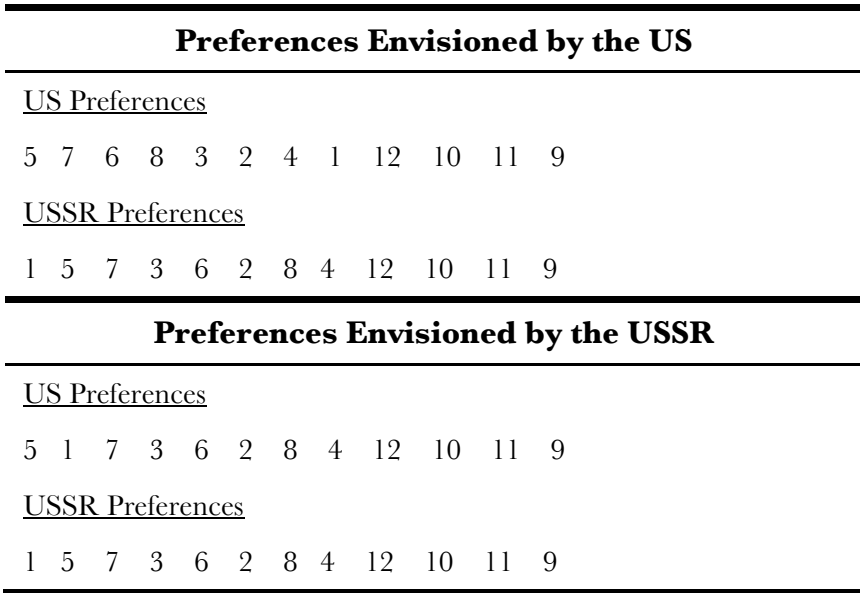 Preferences Envisioned by the US
US Preferences
5 7 6 8 3 2 4 1 12 10 11 9
USSR Preferences
1 5 7 3 6 2 8 4 12 10 11 9
Preferences Envisioned by the USSR
US Preferences
5 1 7 3 6 2 8 4 12 10 11 9
USSR Preferences
1 5 7 3 6 2 8 4 12 10 11 9